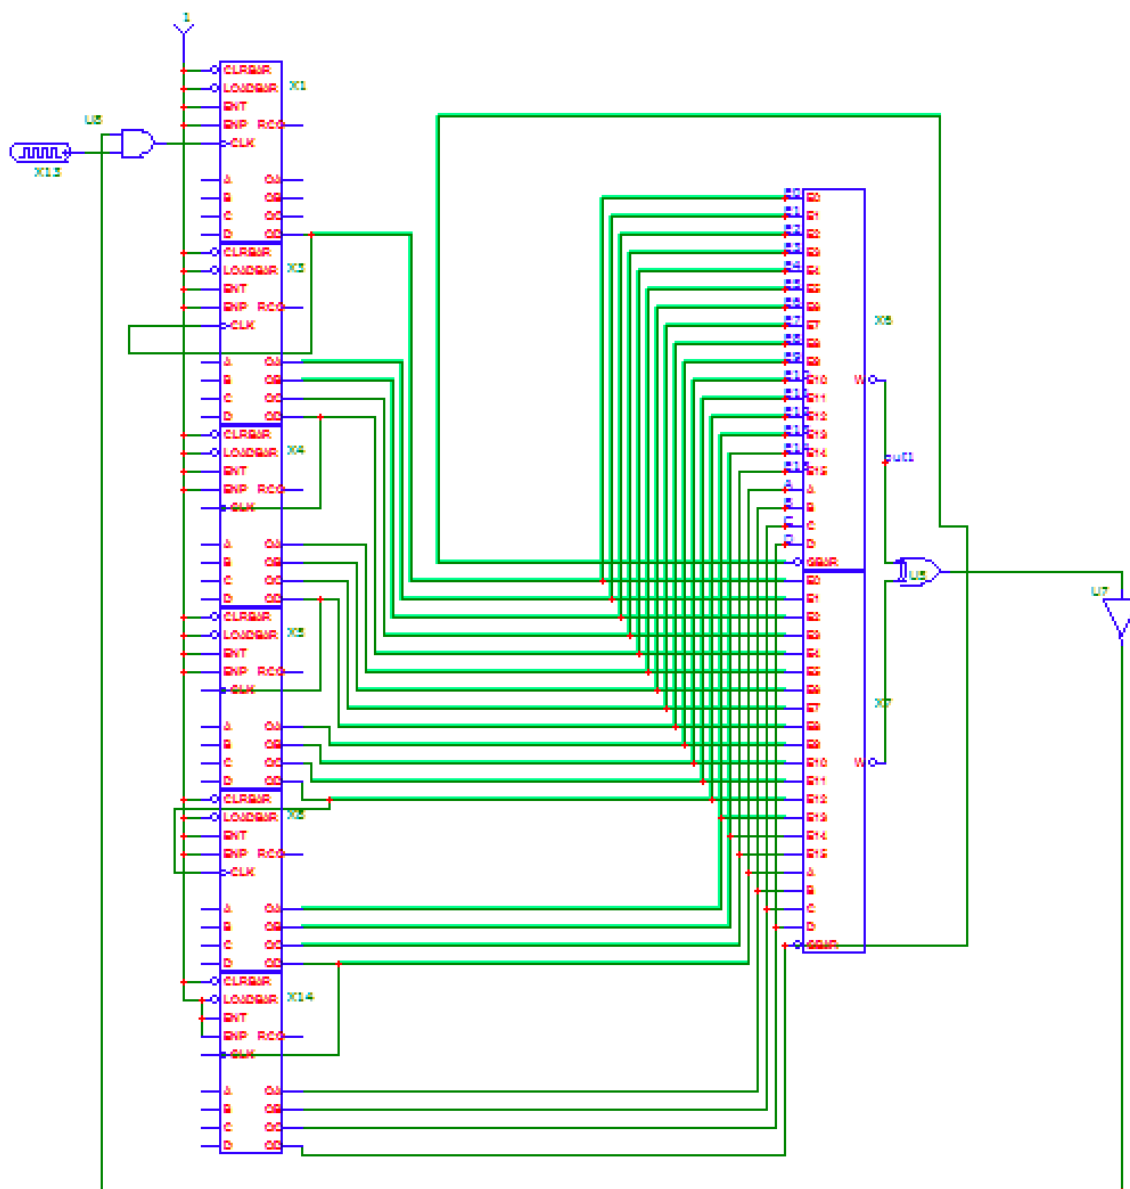 1
CLRBAR
LOADBAR
X1
ENT
U8
ENP RCO
CLK
X13
A QA
B QB
C QC
D QD
CLRBAR
LOADBAR
X3
ENT
ENP RCO
CLK
A QA
B QB
C QC
D QD
CLRBAR
LOADBAR
X4
ENT
ENP RCO
CLK
A QA
B QB
C QC
D QD
CLRBAR
LOADBAR
X5
ENT
ENP RCO
CLK
A QA
B QB
C QC
D QD
CLRBAR
LOADBAR
ENT
ENP RCO
CLK
A QA
B QB
C QC
D QD
CLRBAR
LOADBAR
X14
ENT
ENP RCO
CLK
A QA
B QB
C QC
D QD
E0
E1
E2
E3
E4
E5
E6
E7
E8
E9
E10
E11
E12
E13
E14
E15
A
B
C
D
GBAR
W
out1
E0
E1
E2
E3
E4
E5
E6
E7
E8
E9
E10
E11
E12
E13
E14
E15
A
B
C
D
GBAR
X7
W
U7